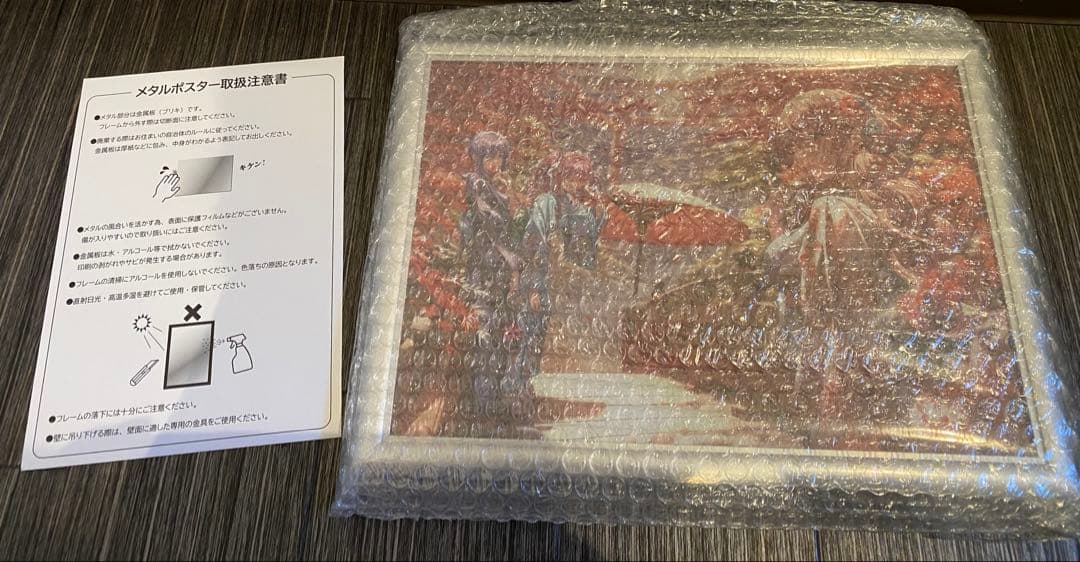 メタルポスター取扱注意書
●メタル部分は金属板（ブリキ）です。
フレームから外す際は切断面に注意してください。
●廃棄する際はお住まいの自治体のルールに従ってください。
金属板は厚紙などに包み、中身がわかるよう表記してお出しください。
キケン!
●メタルの風合いを活かす為、表面に保護フィルムなどがございません。
傷が入りやすいので取り扱いにはご注意ください。
●金属板は水・アルコール等で拭かないでください。
印刷の剥がれやサビが発生する場合があります。
●フレームの清掃にアルコールを使用しないでください。色落ちの原因となります。
●直射日光・高温多湿を避けてご使用・保管してください。
●フレームの落下には十分にご注意ください。
●壁に吊り下げる際は、壁面に適した専用の金具をご使用ください。